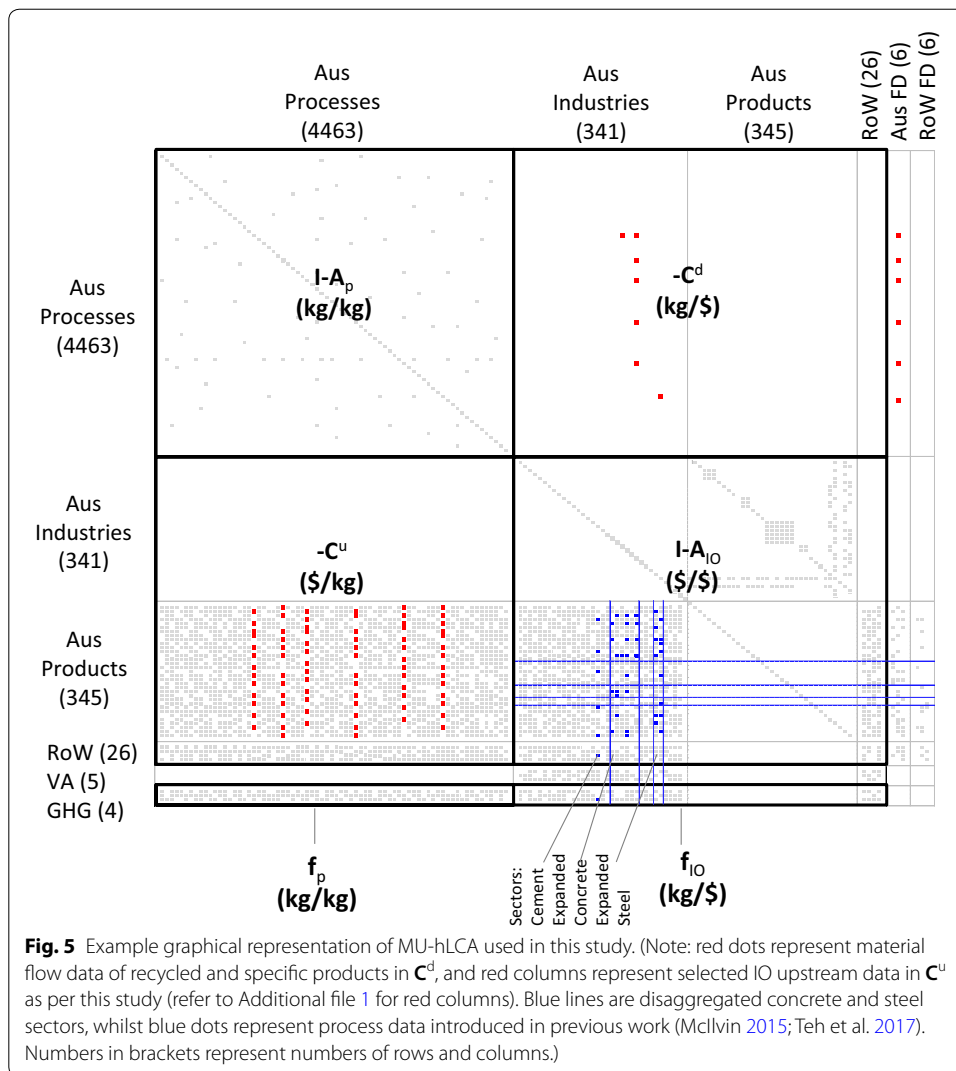 Aus
Processes
(4463)
Aus
Industries
(341)
Aus
Products
(345)
RoW (26)
Aus FD (6)
RoW FD (6)
Aus
Processes
(4463)
I-Ap
(kg/kg)
-Cd
(kg/$)
Aus
Industries
(341)
-Cu
($/kg)
I-AIO
($/$)
Aus
Products
(345)
RoW (26)
VA (5)
GHG (4)
fp
(kg/kg)
Sectors:
Cement
Expanded
Concrete
Expanded
Steel
fIO
(kg/$)
Fig. 5 Example graphical representation of MU-hLCA used in this study. (Note: red dots represent material
flow data of recycled and specific products in Cd, and red columns represent selected IO upstream data in Cu
as per this study (refer to Additional file 1 for red columns). Blue lines are disaggregated concrete and steel
sectors, whilst blue dots represent process data introduced in previous work (McIlvin 2015; Teh et al. 2017).
Numbers in brackets represent numbers of rows and columns.)